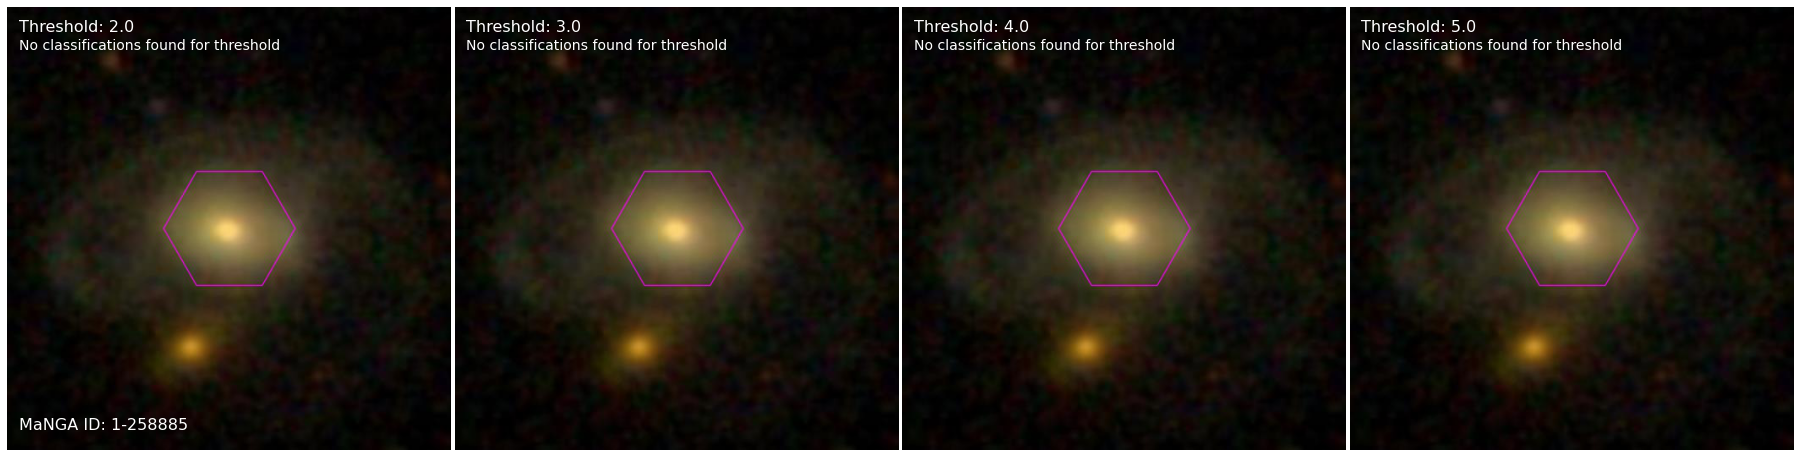 Threshold: 2.0
No classifications found for threshold
MaNGA ID: 1-258885
Threshold: 3.0
No classifications found for threshold
Threshold: 4.0
No classifications found for threshold
Threshold: 5.0
No classifications found for threshold